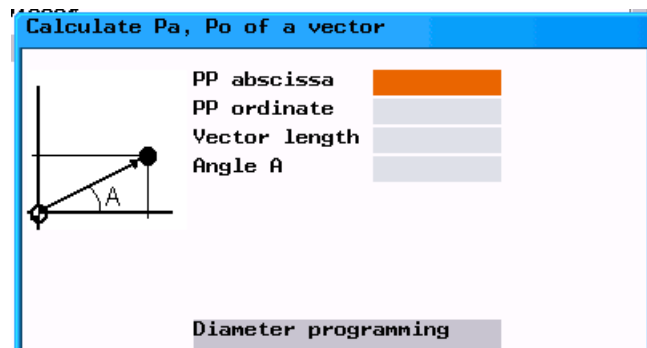 Calculate Pa, Po of a vector
PP abscissa
PP ordinate
Vector length
Angle A
A
Diameter programming